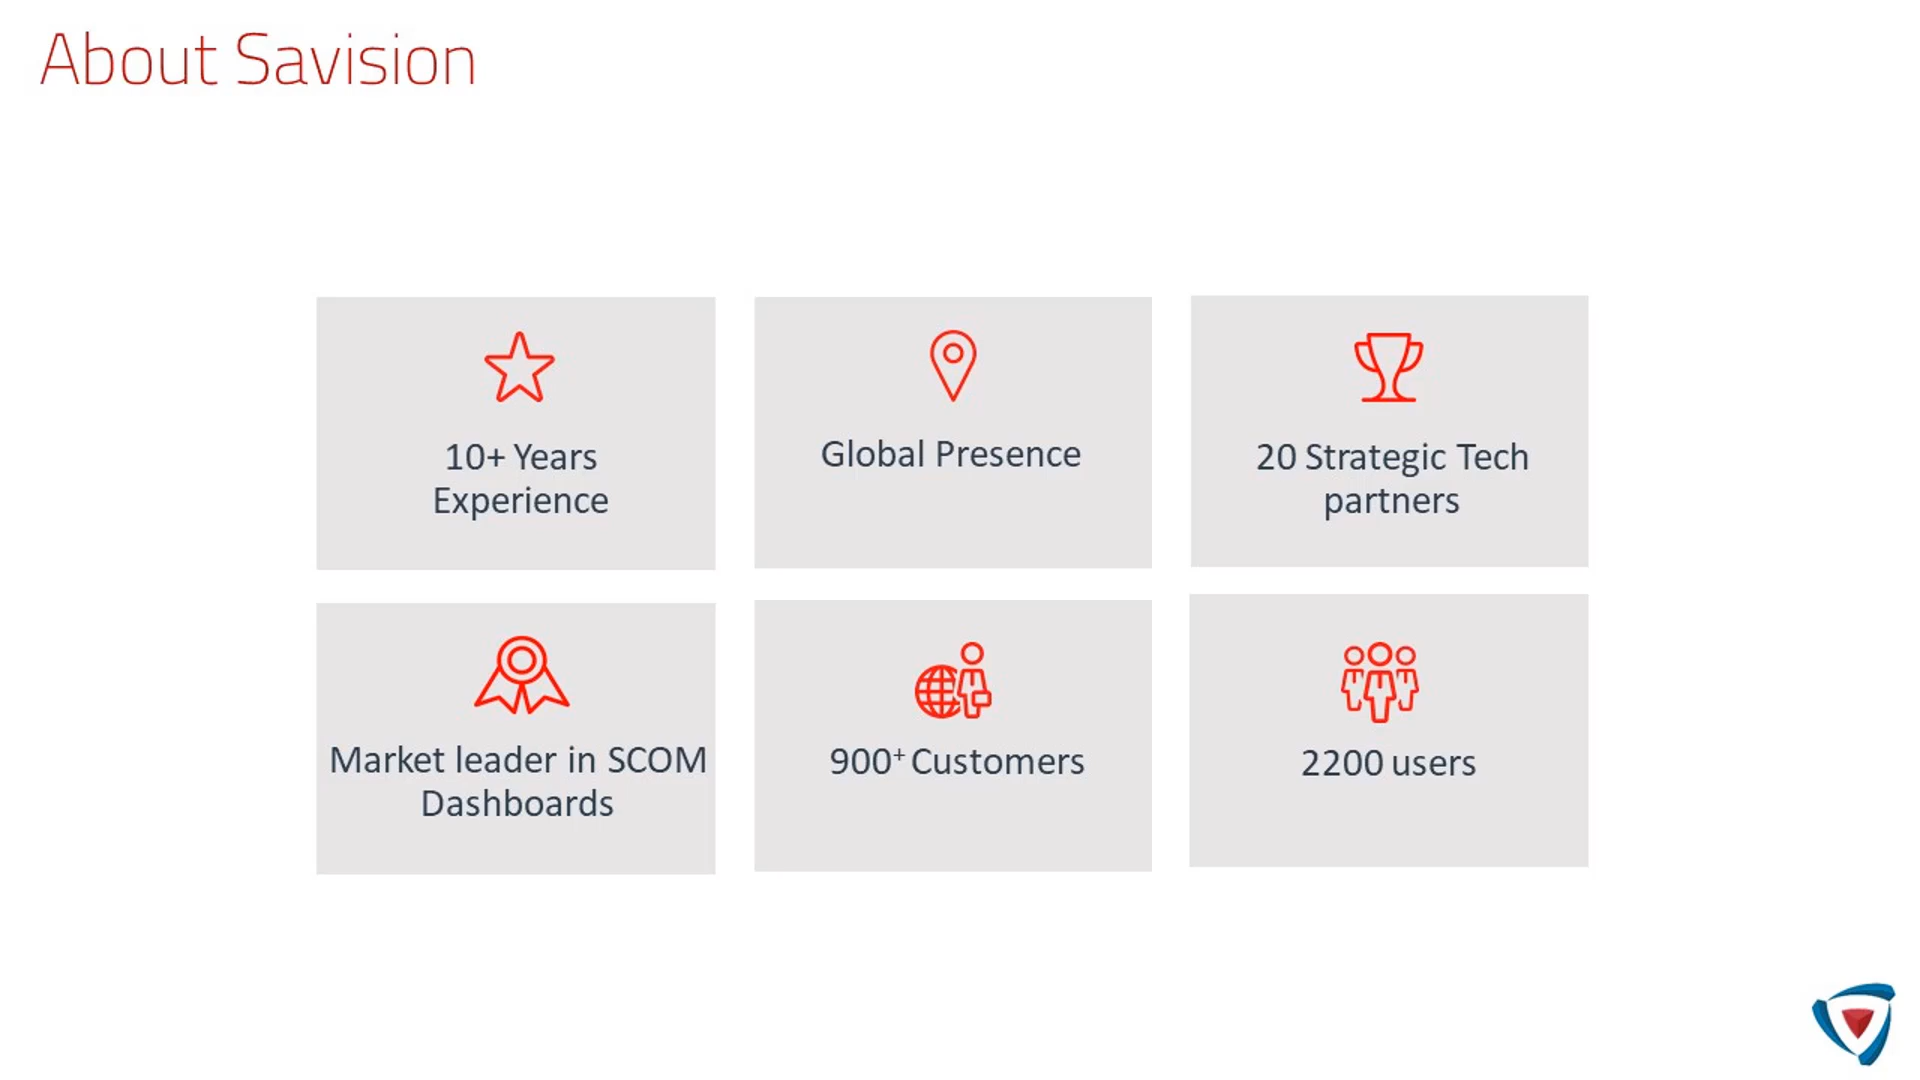 About Savision
10+ Years
Experience
Global Presence
20 Strategic Tech
partners
Market leader in SCOM
Dashboards
900+ Customers
2200 users